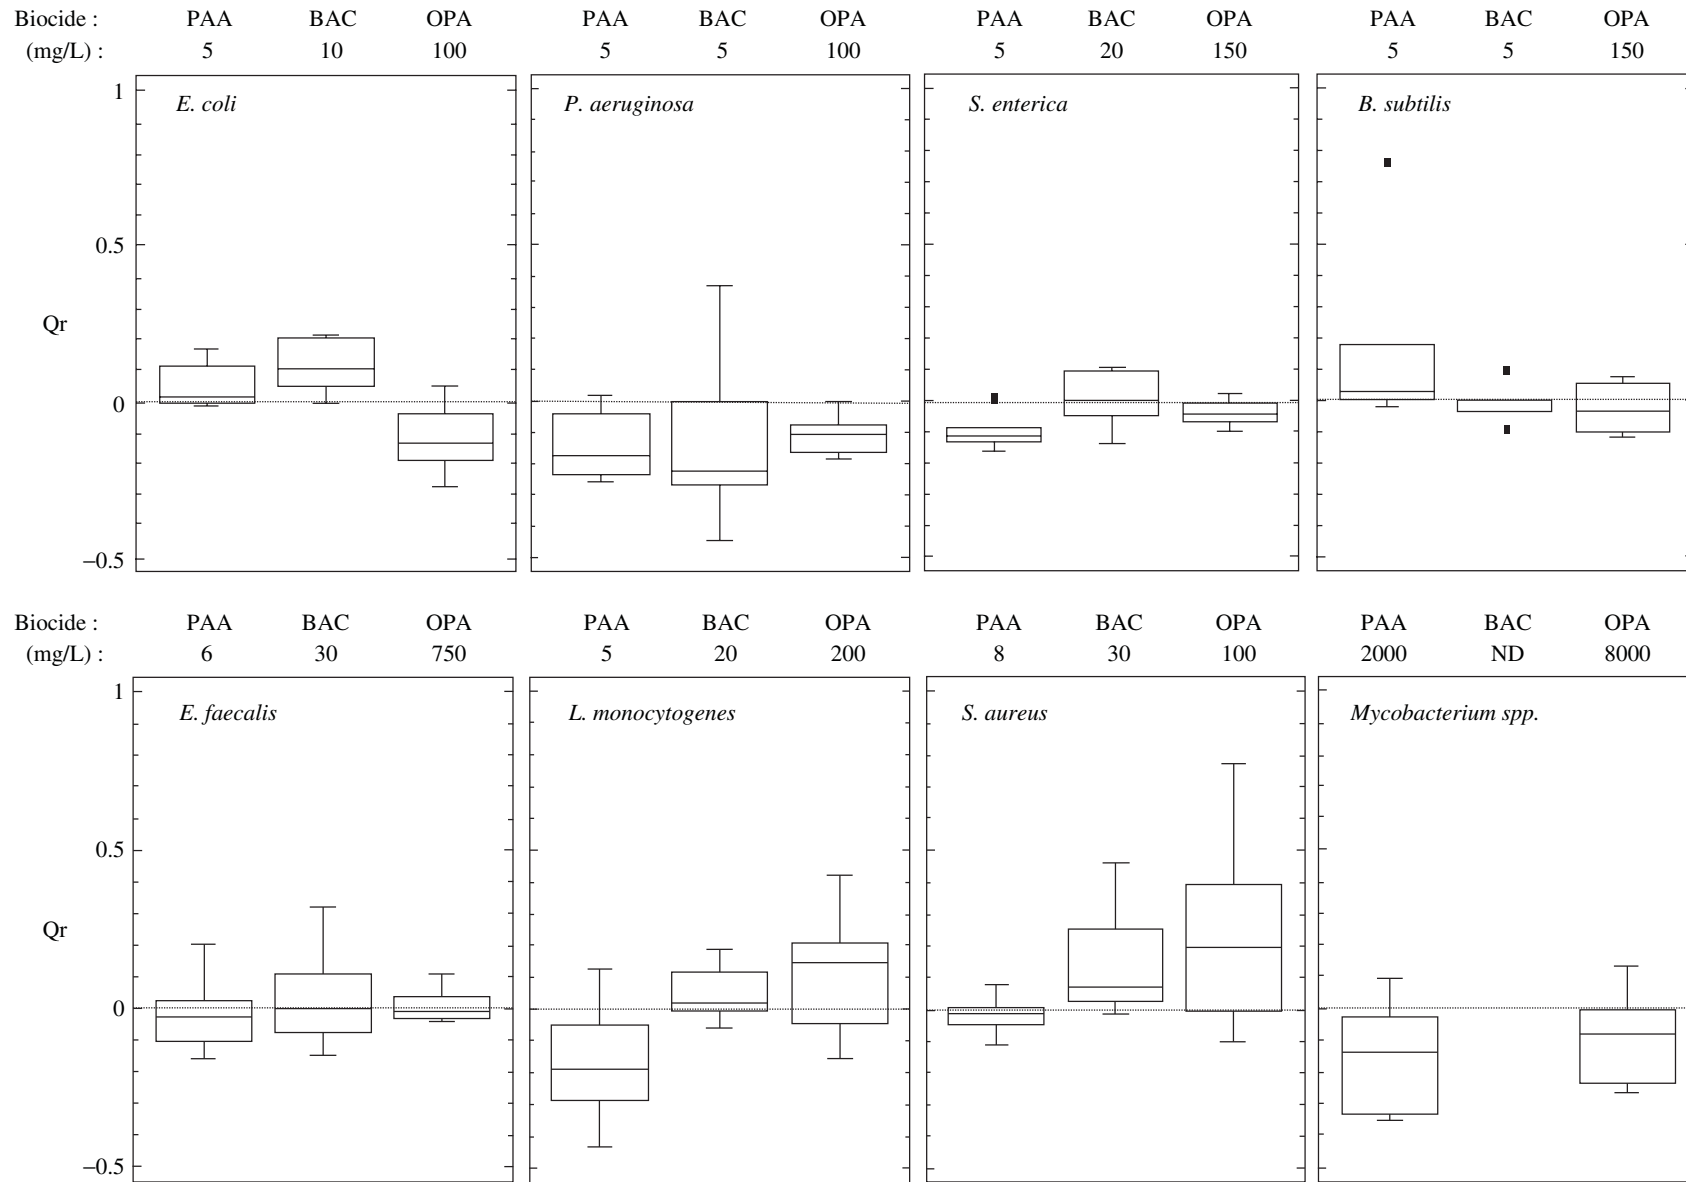 Biocide : PAA BAC OPA PAA BAC OPA PAA BAC OPA PAA BAC OPA
(mg/L) : 5 10 100 5 5 100 5 20 150 5 5 150
1 E. coli P. aeruginosa S. enterica B. subtilis
0.5
Qr
0
–0.5
Biocide : PAA BAC OPA PAA BAC OPA PAA BAC OPA PAA BAC OPA
(mg/L) : 6 30 750 5 20 200 8 30 100 2000 ND 8000
1 E. faecalis L. monocytogenes S. aureus Mycobacterium spp.
0.5
Qr
0
–0.5